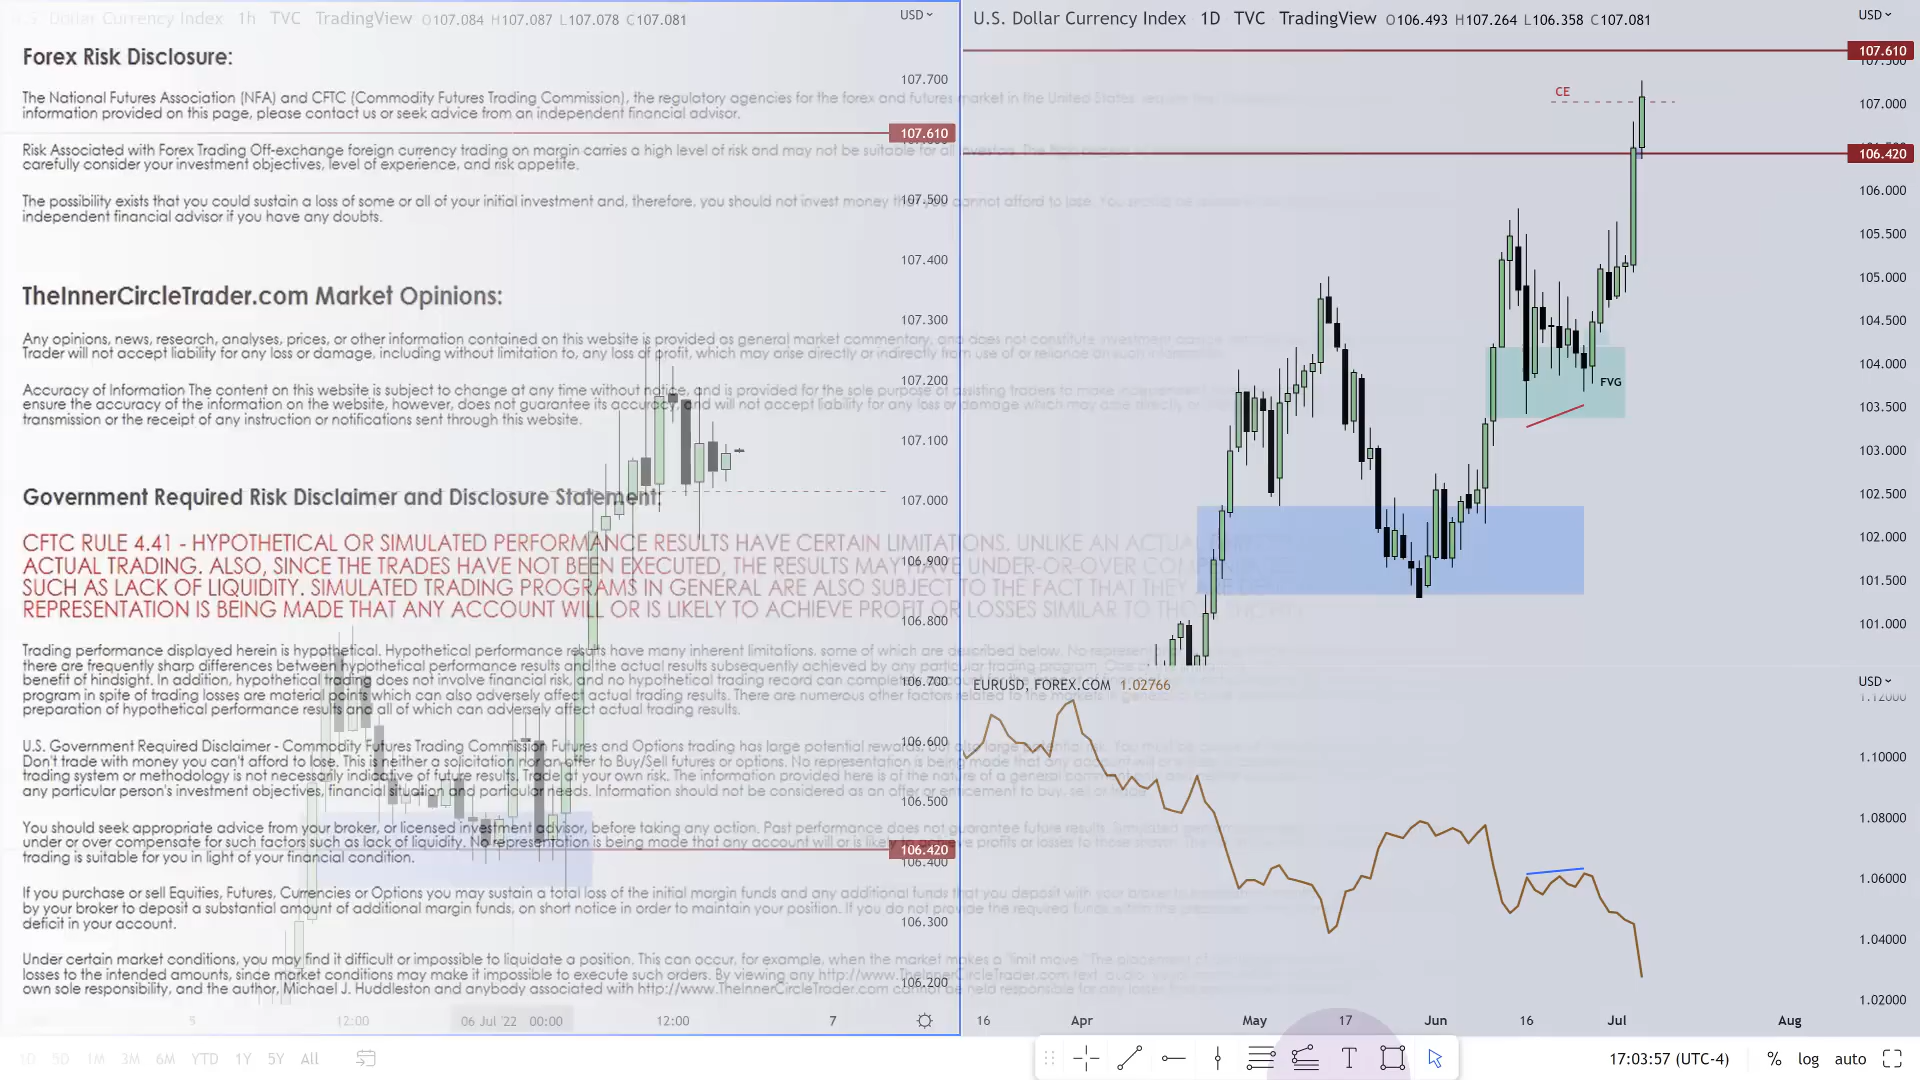 U.S. Dollar Currency Index 1h TVC TradingView O107.084 H107.087 L107.078 C107.081
USD
Forex Risk Disclosure:
The National Futures Association (NFA) and CFTC (Commodity Futures Trading Commission), the regulatory agencies for the forex and futures market in the United States, require that
information provided on this page, please contact us or seek advice from an independent financial advisor.
Risk Associated with Forex Trading Off-exchange foreign currency trading on margin carries a high level of risk and may not be suitable for all investors.
carefully consider your investment objectives, level of experience, and risk appetite.
The possibility exists that you could sustain a loss of some or all of your initial investment and, therefore, you should not invest money that you cannot afford to lose. You should be
independent financial advisor if you have any doubts.
TheInnerCircleTrader.com Market Opinions:
Any opinions, news, research, analyses, prices, or other information contained on this website is provided as general market commentary, and does not constitute investment advice.
Trader will not accept liability for any loss or damage, including without limitation to, any loss of profit, which may arise directly or indirectly from use of or reliance on such information.
Accuracy of Information The content on this website is subject to change at any time without notice, and is provided for the sole purpose of assisting traders to make independent
ensure the accuracy of the information on the website, however, does not guarantee its accuracy, and will not accept liability for any loss or damage which may arise directly
transmission or the receipt of any instruction or notifications sent through this website.
Government Required Risk Disclaimer and Disclosure Statement:
CFTC RULE 4.41 - HYPOTHETICAL OR SIMULATED PERFORMANCE RESULTS HAVE CERTAIN LIMITATIONS. UNLIKE AN ACTUAL
ACTUAL TRADING. ALSO, SINCE THE TRADES HAVE NOT BEEN EXECUTED, THE RESULTS MAY HAVE UNDER-OR-OVER
SUCH AS LACK OF LIQUIDITY. SIMULATED TRADING PROGRAMS IN GENERAL ARE ALSO SUBJECT TO THE FACT THAT THEY ARE
REPRESENTATION IS BEING MADE THAT ANY ACCOUNT WILL OR IS LIKELY TO ACHIEVE PROFIT OR LOSSES SIMILAR TO
Trading performance displayed herein is hypothetical. Hypothetical performance results have many inherent limitations, some of which are described below. No
there are frequently sharp differences between hypothetical performance results and the actual results subsequently achieved by any particular trading program.
benefit of hindsight. In addition, hypothetical trading does not involve financial risk, and no hypothetical trading record can
program in spite of trading losses are material points which can also adversely affect actual trading results. There are numerous other factors related to the markets
preparation of hypothetical performance results and all of which can adversely affect actual trading results.
U.S. Government Required Disclaimer - Commodity Futures Trading Commission Futures and Options trading has large potential rewards, but also large potential risk. You must be
Don't trade with money you can't afford to lose. This is neither a solicitation nor an offer to Buy/Sell futures or options. No representation is being made that any
trading system or methodology is not necessarily indicative of future results. Trade at your own risk. The information provided here is of the nature of a general
any particular person's investment objectives, financial situation and particular needs. Information should not be considered as an offer or enticement to buy, sell or trade.
You should seek appropriate advice from your broker, or licensed investment advisor, before taking any action. Past performance does not guarantee future results. Simulated
under or over compensate for such factors such as lack of liquidity. No representation is being made that any account will or is likely to achieve profits or losses to those shown.
trading is suitable for you in light of your financial condition.
If you purchase or sell Equities, Futures, Currencies or Options you may sustain a total loss of the initial margin funds and any additional funds that you deposit with your broker to
by your broker to deposit a substantial amount of additional margin funds, on short notice in order to maintain your position. If you do not provide the required funds within the
deficit in your account.
Under certain market conditions, you may find it difficult or impossible to liquidate a position. This can occur, for example, when the market makes a "limit move." The placement of
losses to the intended amounts, since market conditions may make it impossible to execute such orders. By viewing any http://www.TheInnerCircleTrader.com text, audio,
own sole responsibility, and the author, Michael J. Huddleston and anybody associated with http://www.TheInnerCircleTrader.com cannot be held responsible for any
107.700
107.610
107.500
107.400
107.300
107.200
107.100
107.000
106.900
106.800
106.700
106.600
106.500
106.420
106.400
106.300
106.200
5 12:00 06 Jul '22 00:00 12:00 7
1D 5D 1M 3M 6M YTD 1Y 5Y All
U.S. Dollar Currency Index 1D TVC TradingView O106.493 H107.264 L106.358 C107.081
USD
107.610
107.500
CE
107.000
106.420
106.000
105.500
105.000
104.500
104.000
FVG
103.500
103.000
102.500
102.000
101.500
101.000
EURUSD, FOREX.COM 1.02766
USD
1.12000
1.10000
1.08000
1.06000
1.04000
1.02000
16 Apr May 17 Jun 16 Jul Aug
17:03:57 (UTC-4) % log auto